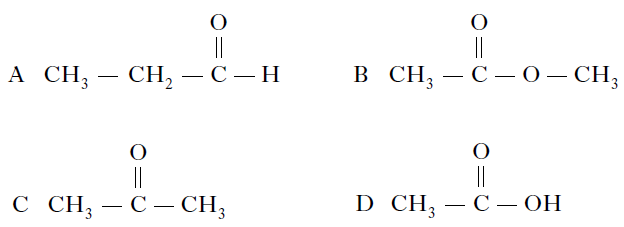 O O
A CH₃ — CH₂ — C — H B CH₃ — C — O — CH₃
O O
C CH₃ — C — CH₃ D CH₃ — C — OH